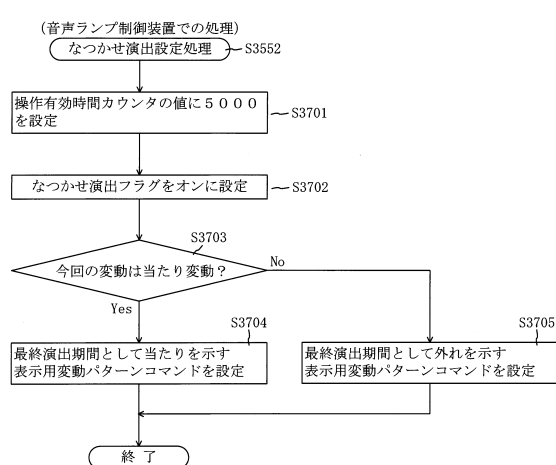 (音声ランプ制御装置での処理)
なつかせ演出設定処理
S3552
操作有効時間カウンタの値に5000
を設定
S3701
なつかせ演出フラグをオンに設定
S3702
S3703
今回の変動は当たり変動?
No
Yes
S3704
最終演出期間として当たりを示す
表示用変動パターンコマンドを設定
S3705
最終演出期間として外れを示す
表示用変動パターンコマンドを設定
終 了